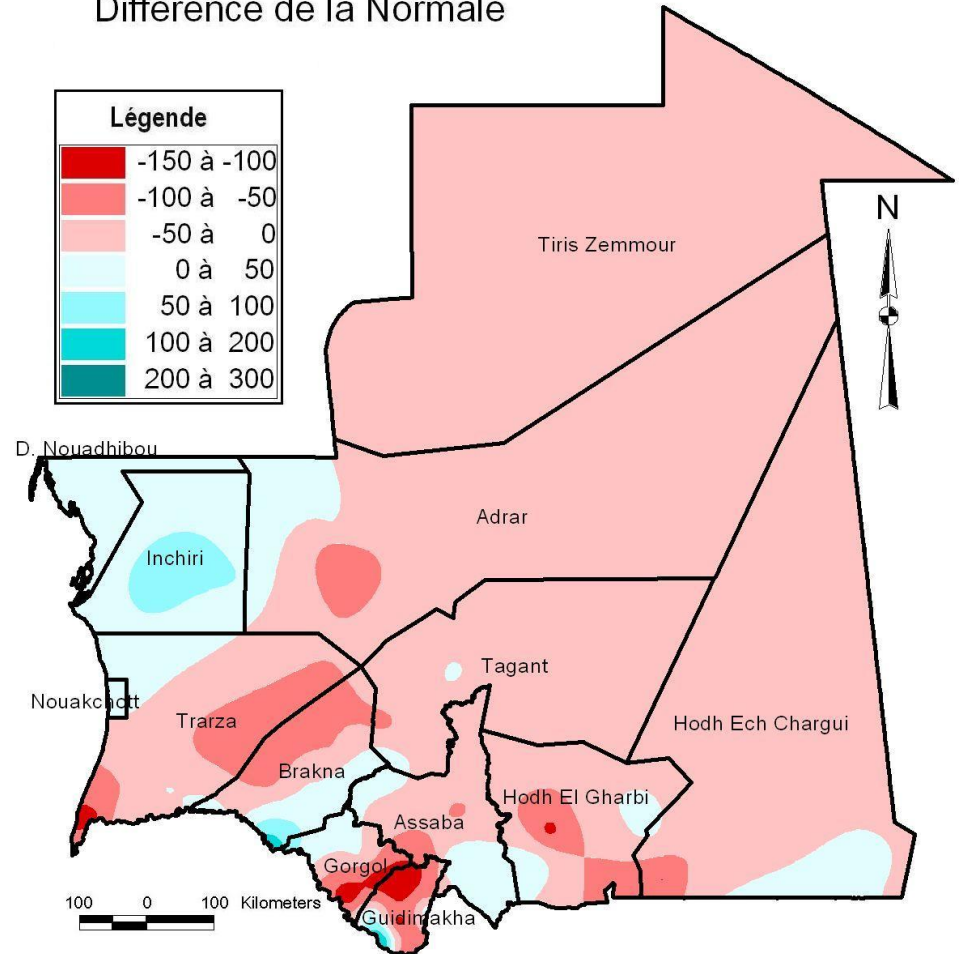 Différence de la Normale
Légende
-150 à -100
-100 à -50
-50 à 0
0 à 50
50 à 100
100 à 200
200 à 300
N
Tiris Zemmour
D. Nouadhibou
Adrar
Inchiri
Tagant
Nouakchott
Trarza
Hodh Ech Chargui
Brakna
Hodh El Gharbi
Assaba
Gorgol
100 0 100 Kilometers
Guidimakha